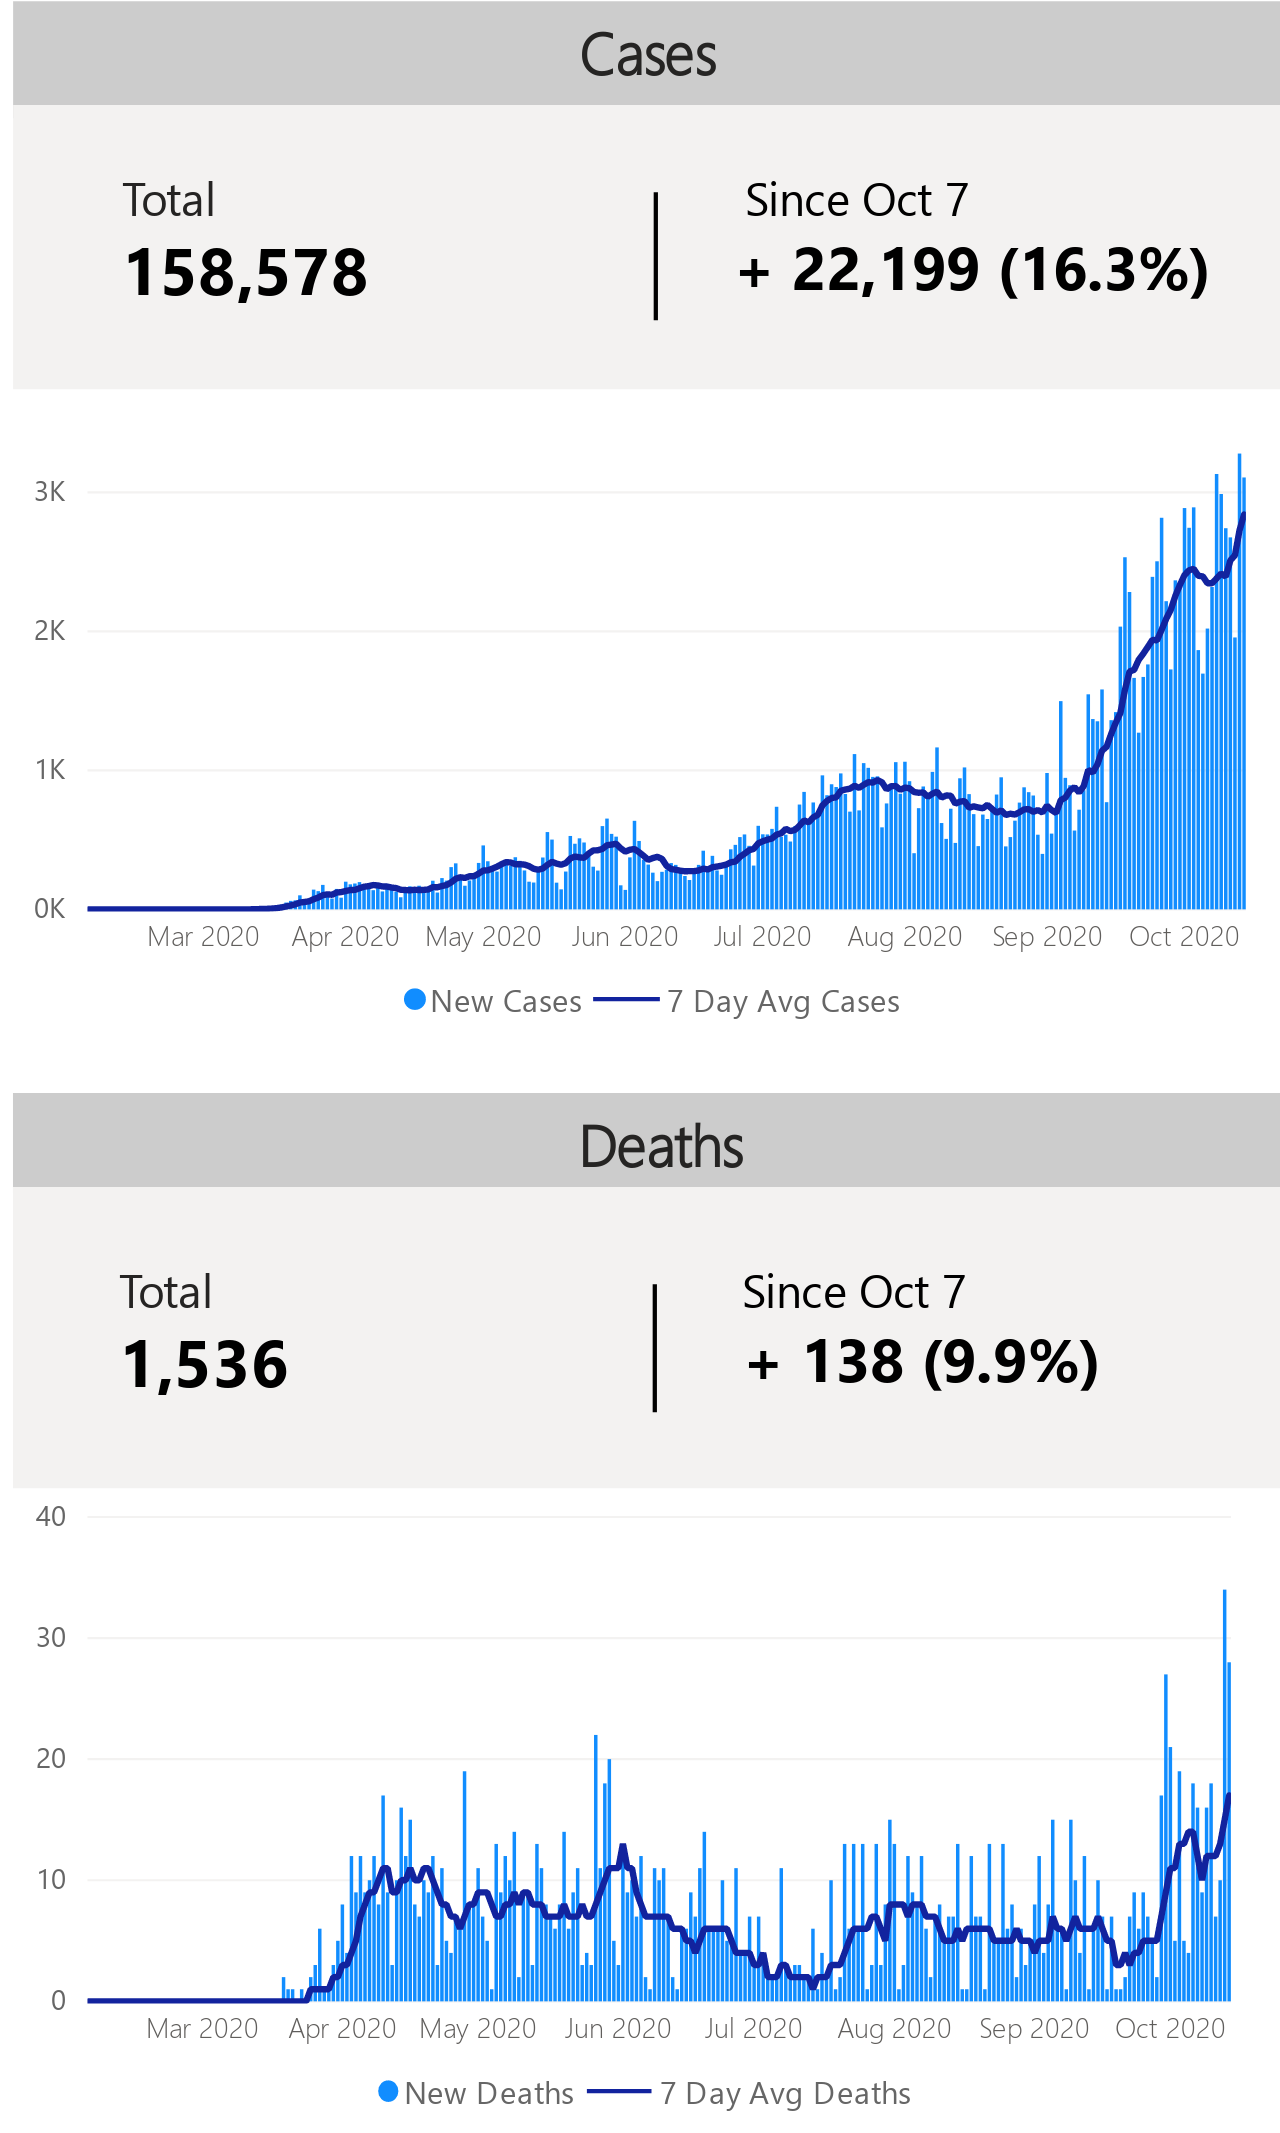 Cases
Total
Since Oct 7
158,578
+ 22,199 (16.3%)
3K
2K
1K
0K
Mar 2020 Apr 2020 May 2020 Jun 2020 Jul 2020 Aug 2020 Sep 2020 Oct 2020
New Cases 7 Day Avg Cases
Deaths
Total
Since Oct 7
1,536
+ 138 (9.9%)
40
30
20
10
0
Mar 2020 Apr 2020 May 2020 Jun 2020 Jul 2020 Aug 2020 Sep 2020 Oct 2020
New Deaths 7 Day Avg Deaths